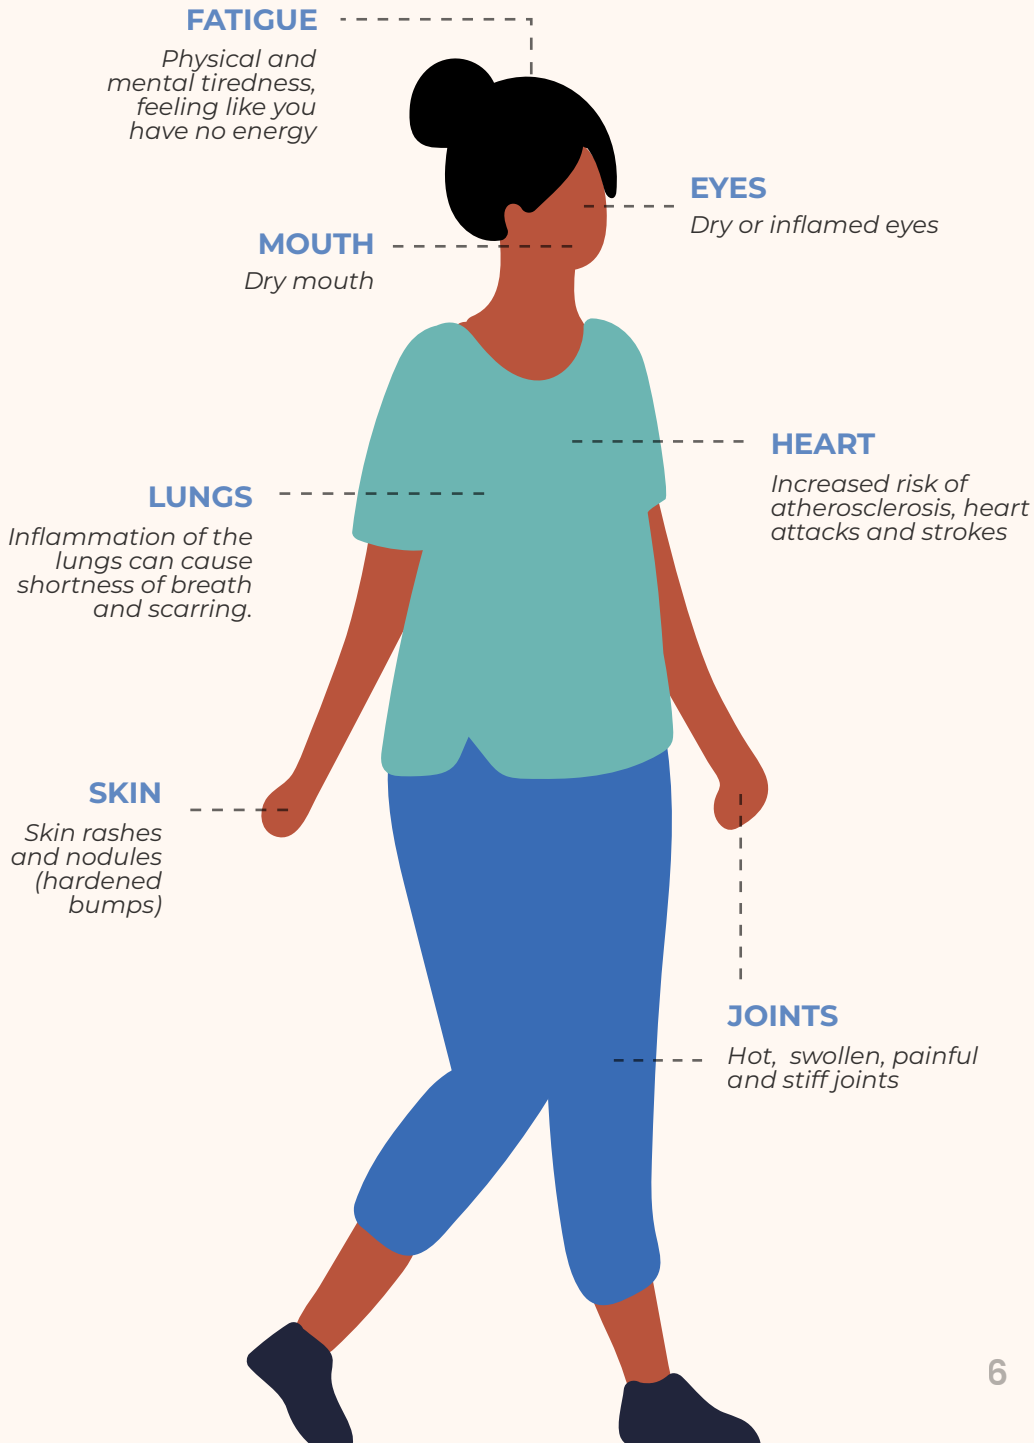 FATIGUE
Physical and
mental tiredness,
feeling like you
have no energy
EYES
Dry or inflamed eyes
MOUTH
Dry mouth
HEART
Increased risk of
atherosclerosis, heart
attacks and strokes
LUNGS
Inflammation of the
lungs can cause
shortness of breath
and scarring.
SKIN
Skin rashes
and nodules
(hardened
bumps)
JOINTS
Hot,  swollen, painful
and stiff joints
6